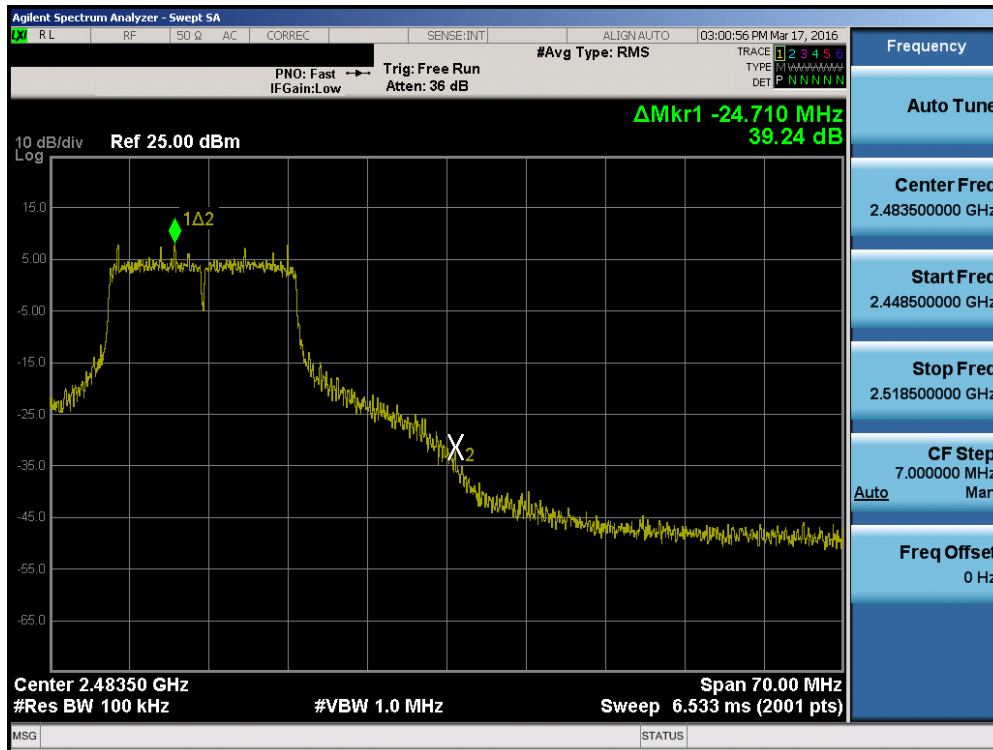 Agilent Spectrum Analyzer - Swept SA
LXI RL RF 50 Ω AC CORREC SENSE:INT ALIGN AUTO 03:00:56 PM Mar 17, 2016
#Avg Type: RMS TRACE 1 2 3 4 5 6
PNO: Fast Trig: Free Run TYPE M WWWWW
IFGain:Low Atten: 36 dB DET P N N N N N
ΔMkr1 -24.710 MHz
39.24 dB
10 dB/div Ref 25.00 dBm
Log
15.0
1Δ2
5.00
-5.00
-15.0
-25.0
X2
-35.0
-45.0
-55.0
-65.0
Center 2.48350 GHz Span 70.00 MHz
#Res BW 100 kHz #VBW 1.0 MHz Sweep 6.533 ms (2001 pts)
MSG STATUS
Frequency
Auto Tune
Center Freq
2.483500000 GHz
Start Freq
2.448500000 GHz
Stop Freq
2.518500000 GHz
CF Step
7.000000 MHz
Auto Man
Freq Offset
0 Hz